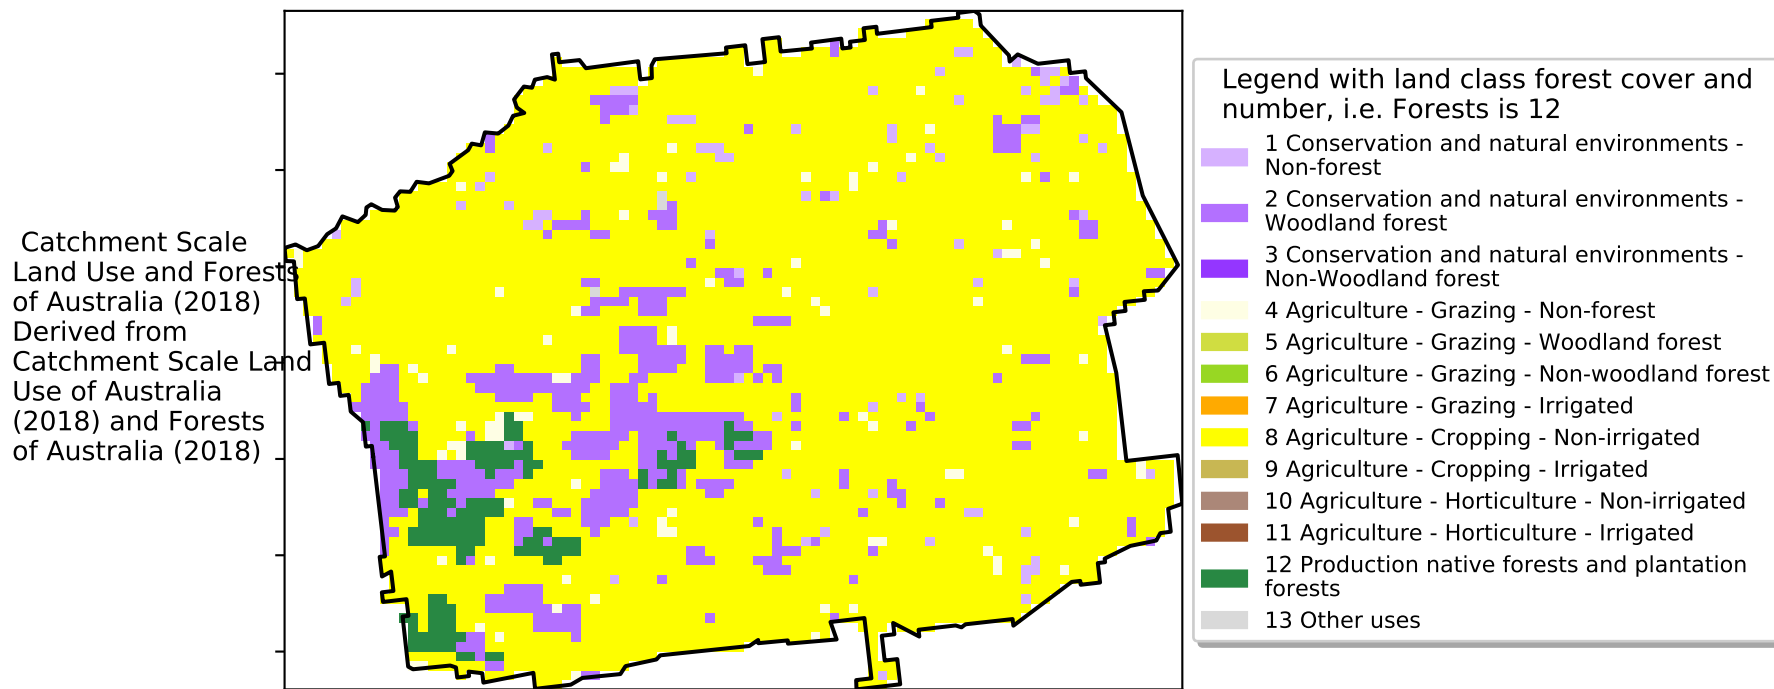 Catchment Scale
Land Use and Forests
of Australia (2018)
Derived from
Catchment Scale Land
Use of Australia
(2018) and Forests
of Australia (2018)
Legend with land class forest cover and
number, i.e. Forests is 12
1 Conservation and natural environments -
Non-forest
2 Conservation and natural environments -
Woodland forest
3 Conservation and natural environments -
Non-Woodland forest
4 Agriculture - Grazing - Non-forest
5 Agriculture - Grazing - Woodland forest
6 Agriculture - Grazing - Non-woodland forest
7 Agriculture - Grazing - Irrigated
8 Agriculture - Cropping - Non-irrigated
9 Agriculture - Cropping - Irrigated
10 Agriculture - Horticulture - Non-irrigated
11 Agriculture - Horticulture - Irrigated
12 Production native forests and plantation
forests
13 Other uses